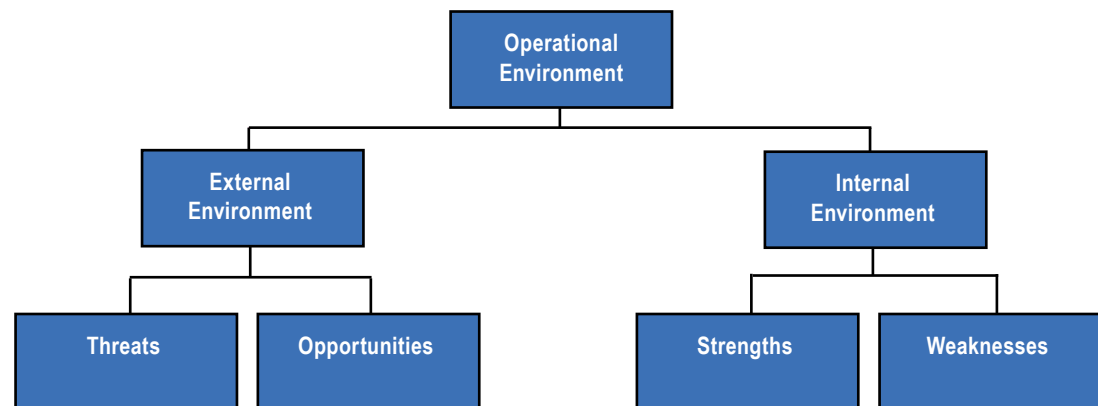 Operational
Environment
External
Environment
Internal
Environment
Threats
Opportunities
Strengths
Weaknesses